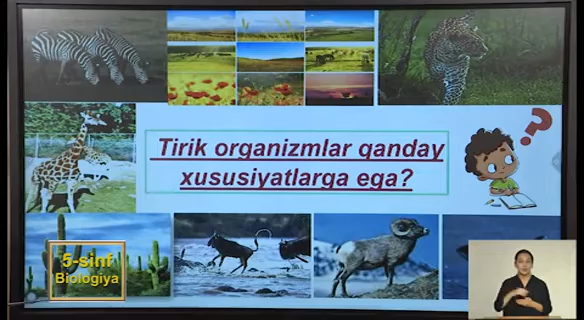 Tirik organizmlar qanday
xususiyatlarga ega?
5-sinf
Biologiya